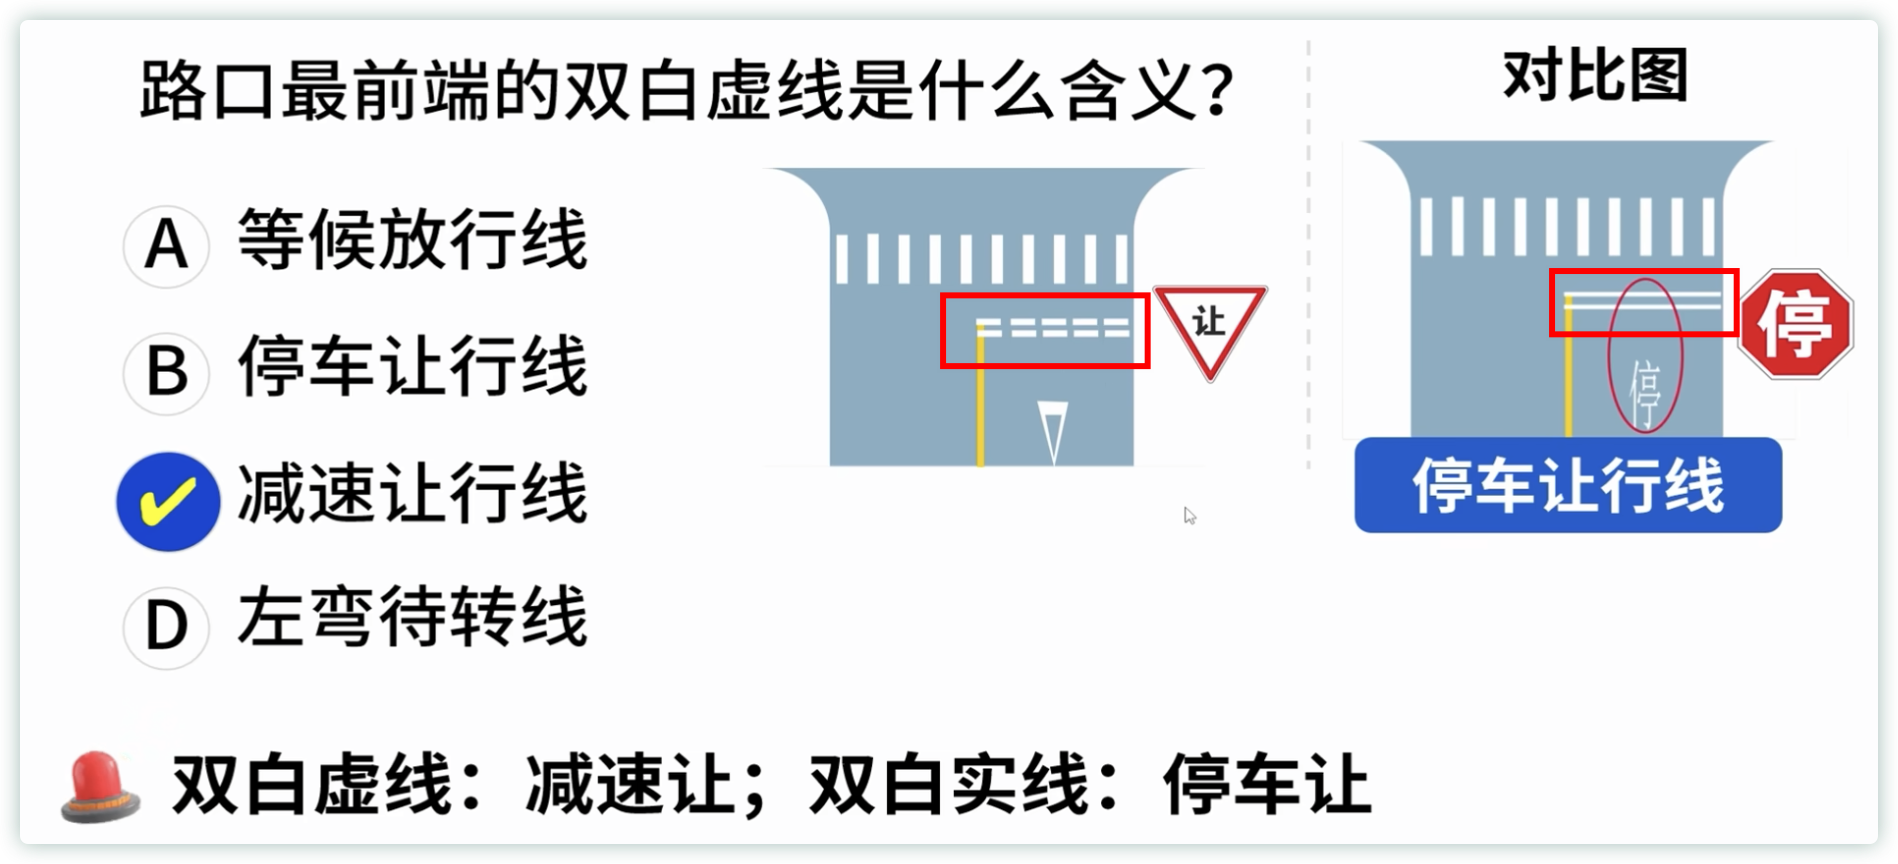 路口最前端的双白虚线是什么含义？
A 等候放行线
B 停车让行线
减速让行线
D 左弯待转线
让
对比图
停
停
停车让行线
双白虚线：减速让；双白实线：停车让